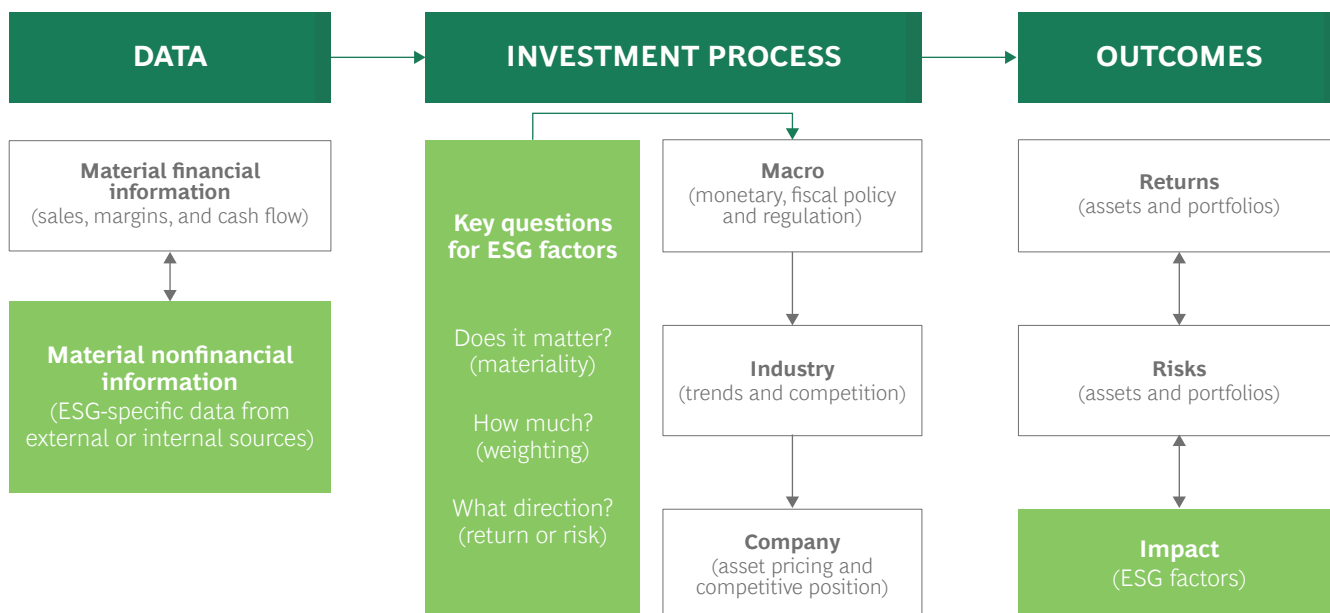 DATA
INVESTMENT PROCESS
OUTCOMES
Material financial
information
(sales, margins, and cash flow)
Material nonfinancial
information
(ESG-specific data from
external or internal sources)
Key questions
for ESG factors
Does it matter?
(materiality)
How much?
(weighting)
What direction?
(return or risk)
Macro
(monetary, fiscal policy
and regulation)
Industry
(trends and competition)
Company
(asset pricing and
competitive position)
Returns
(assets and portfolios)
Risks
(assets and portfolios)
Impact
(ESG factors)